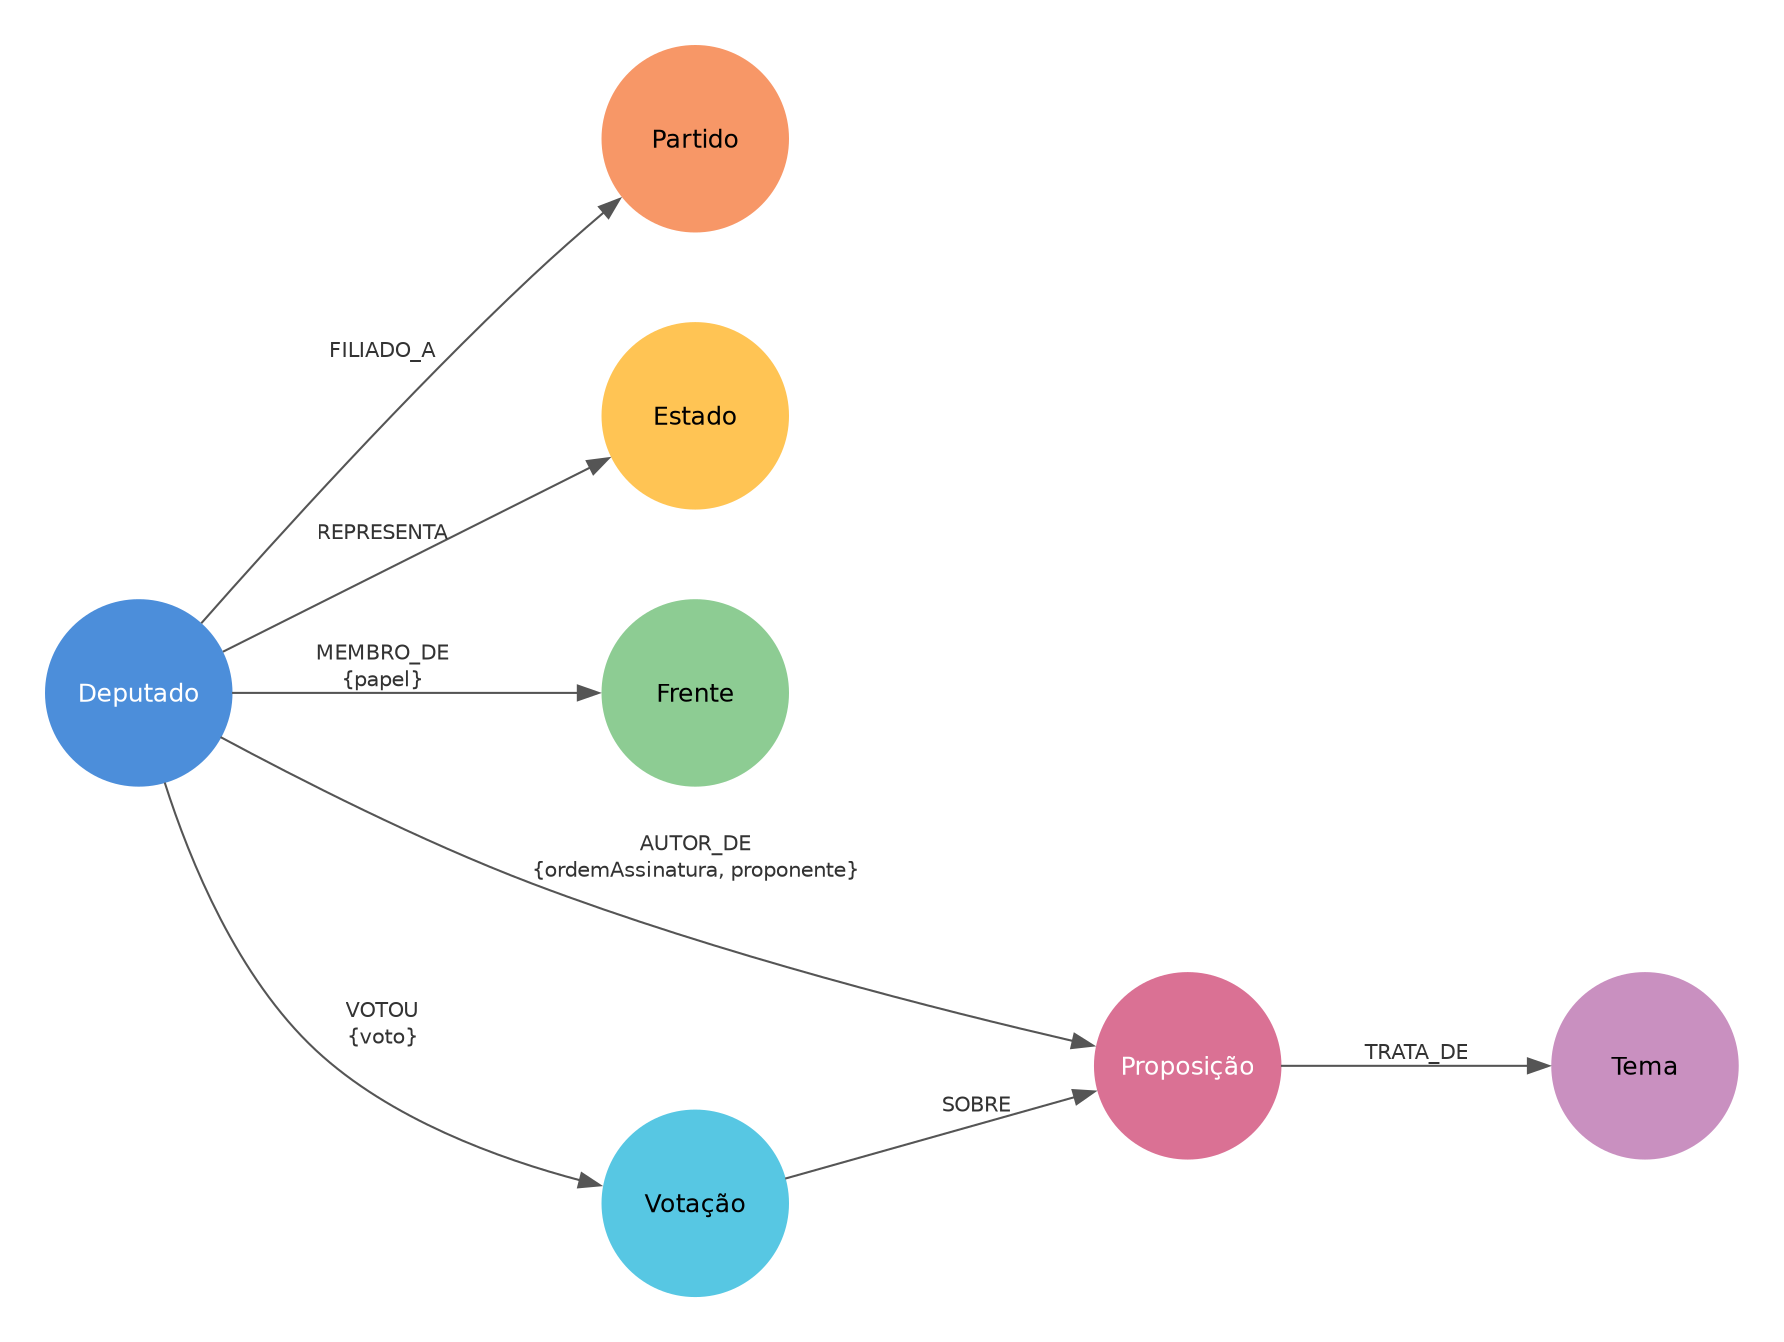 Partido
FILIADO_A
Estado
REPRESENTA
MEMBRO_DE
{papel}
Deputado
Frente
AUTOR_DE
{ordemAssinatura, proponente}
VOTOU
{voto}
Proposição
TRATA_DE
Tema
SOBRE
Votação